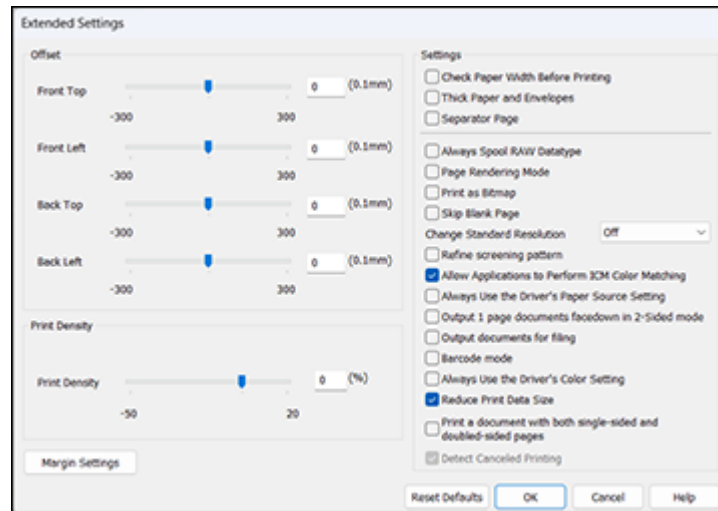 Extended Settings
Offset
Front Top
0
(0.1mm)
-300
300
Front Left
0
(0.1mm)
-300
300
Back Top
0
(0.1mm)
-300
300
Back Left
0
(0.1mm)
-300
300
Print Density
Print Density
0
(%)
-50
20
Margin Settings
Settings
Check Paper Width Before Printing
Thick Paper and Envelopes
Separator Page
Always Spool RAW Datatype
Page Rendering Mode
Print as Bitmap
Skip Blank Page
Change Standard Resolution
Off
Refine screening pattern
Allow Applications to Perform ICM Color Matching
Always Use the Driver's Paper Source Setting
Output 1 page documents facedown in 2-Sided mode
Output documents for filing
Barcode mode
Always Use the Driver's Color Setting
Reduce Print Data Size
Print a document with both single-sided and
doubled-sided pages
Detect Canceled Printing
Reset Defaults
OK
Cancel
Help